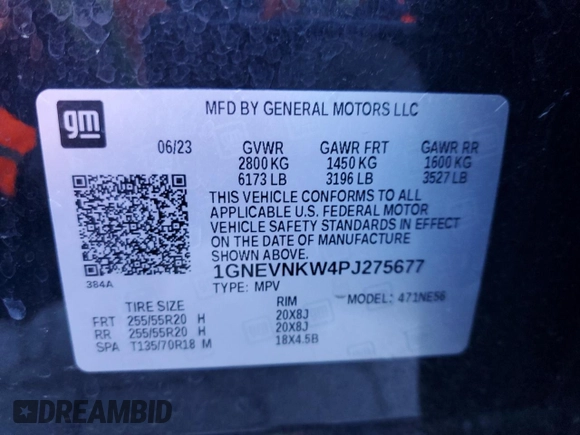 gm
MFD BY GENERAL MOTORS LLC
06/23 GVWR GAWR FRT GAWR RR
2800 KG 1450 KG 1600 KG
6173 LB 3196 LB 3527 LB
THIS VEHICLE CONFORMS TO ALL
APPLICABLE U.S. FEDERAL MOTOR
VEHICLE SAFETY STANDARDS IN EFFECT
ON THE DATE OF MANUFACTURE
SHOWN ABOVE.
384A 1GNEVNKW4PJ275677
TYPE: MPV MODEL: 471NE56
TIRE SIZE RIM
FRT 255/55R20 H 20X8J
RR 255/55R20 H 20X8J
SPA T135/70R18 M 18X4.5B
DREAMBID